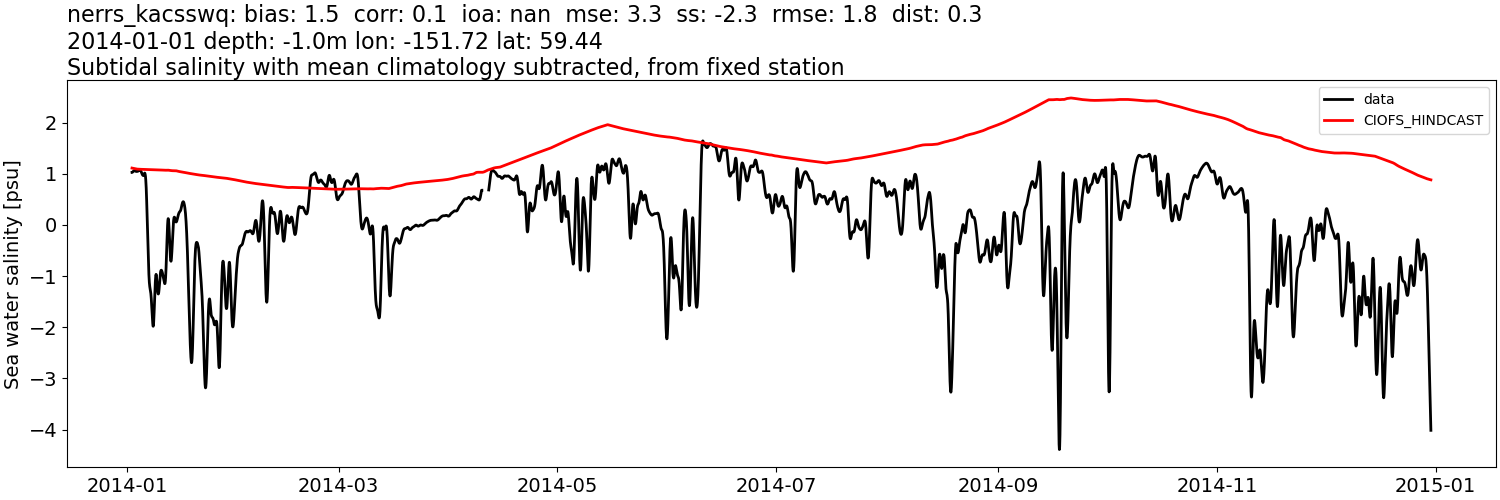 nerrs_kacsswq: bias: 1.5  corr: 0.1  ioa: nan  mse: 3.3  ss: -2.3  rmse: 1.8  dist: 0.3
2014-01-01 depth: -1.0m lon: -151.72 lat: 59.44
Subtidal salinity with mean climatology subtracted, from fixed station
data
CIOFS_HINDCAST
Sea water salinity [psu]
2
1
0
−1
−2
−3
−4
2014-01
2014-03
2014-05
2014-07
2014-09
2014-11
2015-01